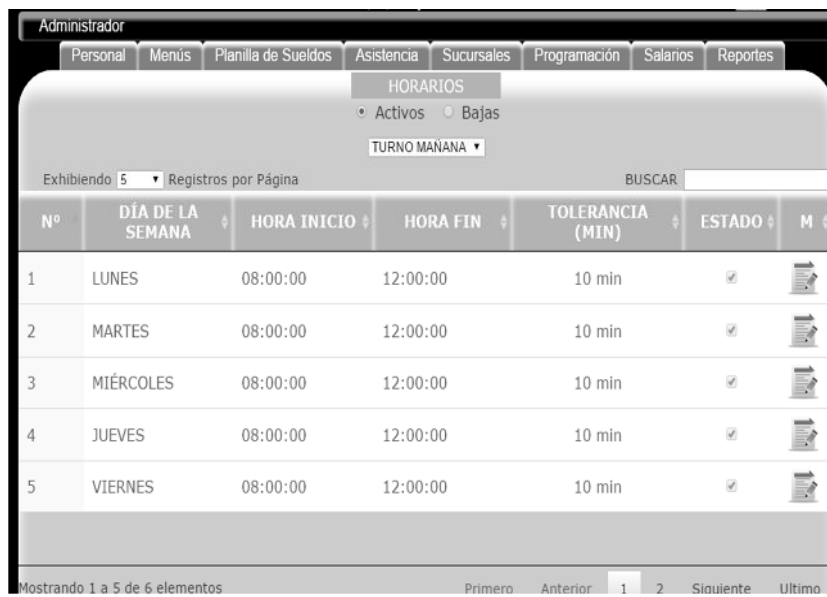 Administrador
Personal Menús Planilla de Sueldos Asistencia Sucursales Programación Salarios Reportes
HORARIOS
Activos Bajas
TURNO MAÑANA
Exhibiendo 5 Registros por Página BUSCAR
Nº DÍA DE LA SEMANA HORA INICIO HORA FIN TOLERANCIA (MIN) ESTADO M
1 LUNES 08:00:00 12:00:00 10 min
2 MARTES 08:00:00 12:00:00 10 min
3 MIÉRCOLES 08:00:00 12:00:00 10 min
4 JUEVES 08:00:00 12:00:00 10 min
5 VIERNES 08:00:00 12:00:00 10 min
Mostrando 1 a 5 de 6 elementos Primero Anterior 1 2 Siguiente Ultimo